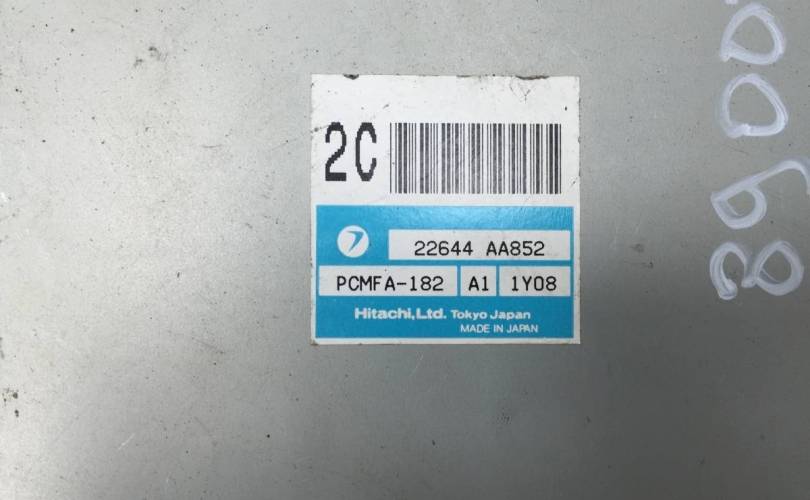 2C
22644 AA852
PCMFA-182 A1 1Y08
Hitachi, Ltd. Tokyo Japan
MADE IN JAPAN